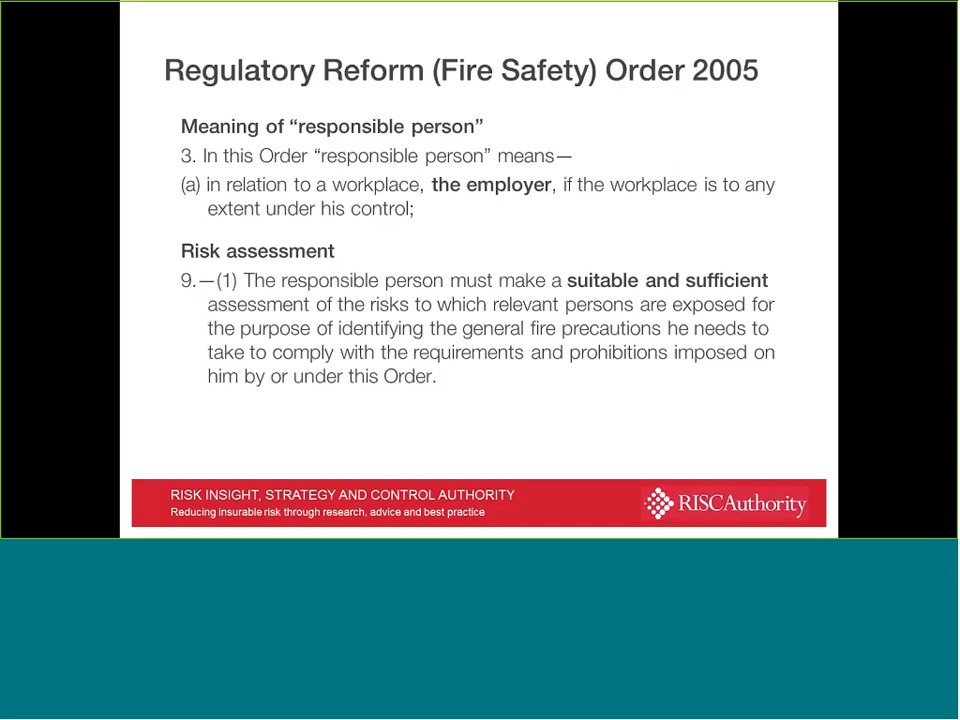 Regulatory Reform (Fire Safety) Order 2005
Meaning of “responsible person”
3. In this Order “responsible person” means—
(a) in relation to a workplace, the employer, if the workplace is to any
extent under his control;
Risk assessment
9.—(1) The responsible person must make a suitable and sufficient
assessment of the risks to which relevant persons are exposed for
the purpose of identifying the general fire precautions he needs to
take to comply with the requirements and prohibitions imposed on
him by or under this Order.
RISK INSIGHT, STRATEGY AND CONTROL AUTHORITY
Reducing insurable risk through research, advice and best practice
RISCAuthority